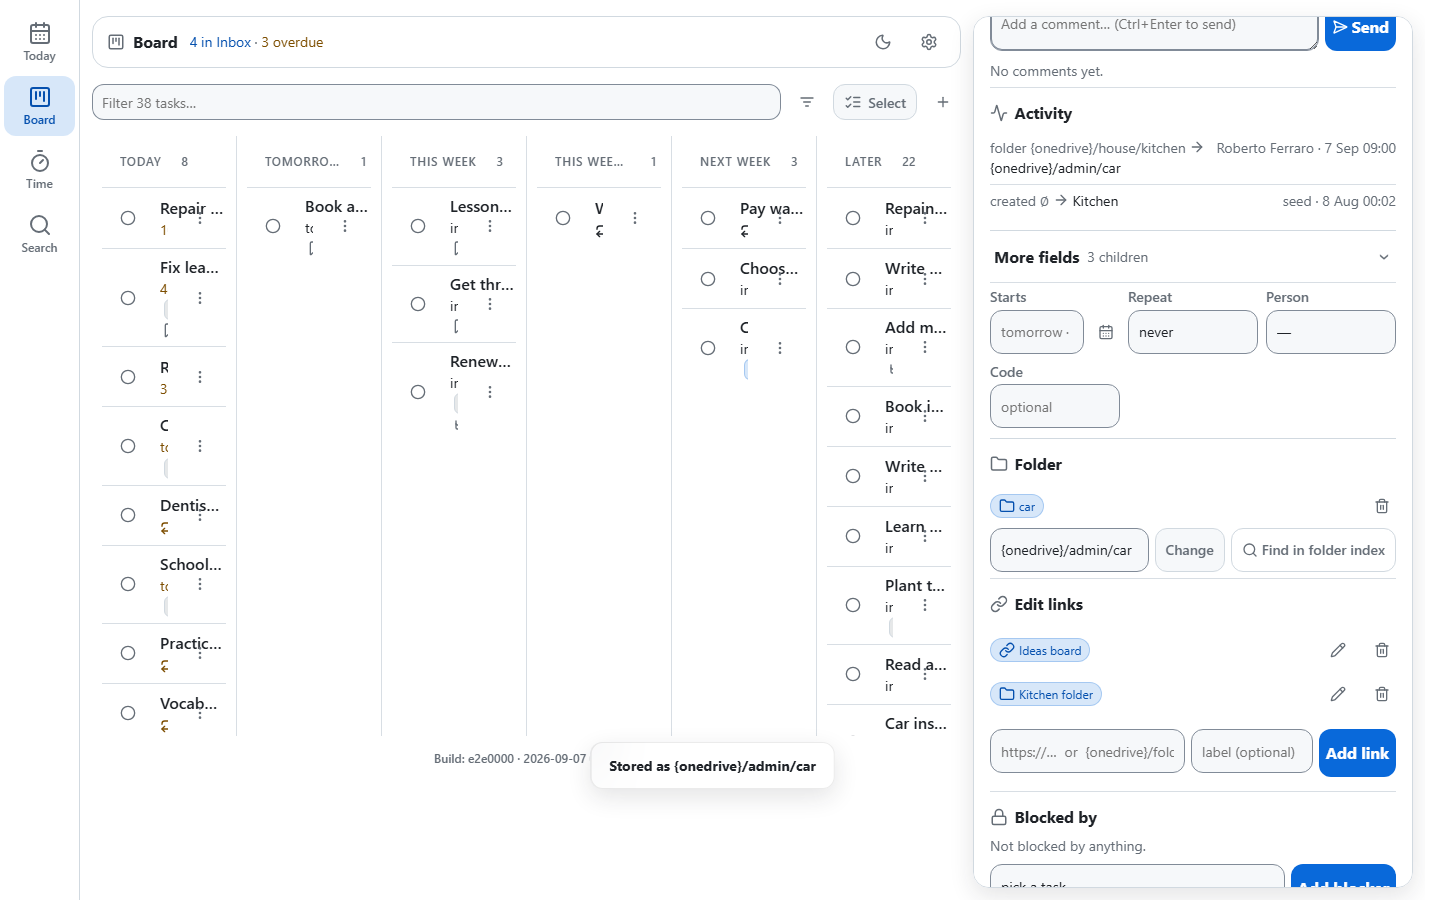 Today
Board
Time
Search
Board 4 in Inbox · 3 overdue
Filter 38 tasks...
Select
TODAY 8
Repair ...
1
Fix lea...
4
R
3
C
Dentis...
School...
Practic...
Vocab...
TOMORRO... 1
Book a...
THIS WEEK 3
Lesson...
Get thr...
Renew...
THIS WEE... 1
NEXT WEEK 3
Pay wa...
Choos...
C
LATER 22
Repain...
Write ...
Add m...
Book i...
Write ...
Learn ...
Plant t...
Read a...
Car ins...
Build: e2e0000 · 2026-09-07
Stored as {onedrive}/admin/car
Add a comment... (Ctrl+Enter to send)
Send
No comments yet.
Activity
folder {onedrive}/house/kitchen → Roberto Ferraro · 7 Sep 09:00
{onedrive}/admin/car
created ∅ → Kitchen seed · 8 Aug 00:02
More fields 3 children
Starts Repeat Person
tomorrow · never —
Code
optional
Folder
car
{onedrive}/admin/car Change Find in folder index
Edit links
Ideas board
Kitchen folder
https://... or {onedrive}/folc label (optional) Add link
Blocked by
Not blocked by anything.
pick a task
Add blocker